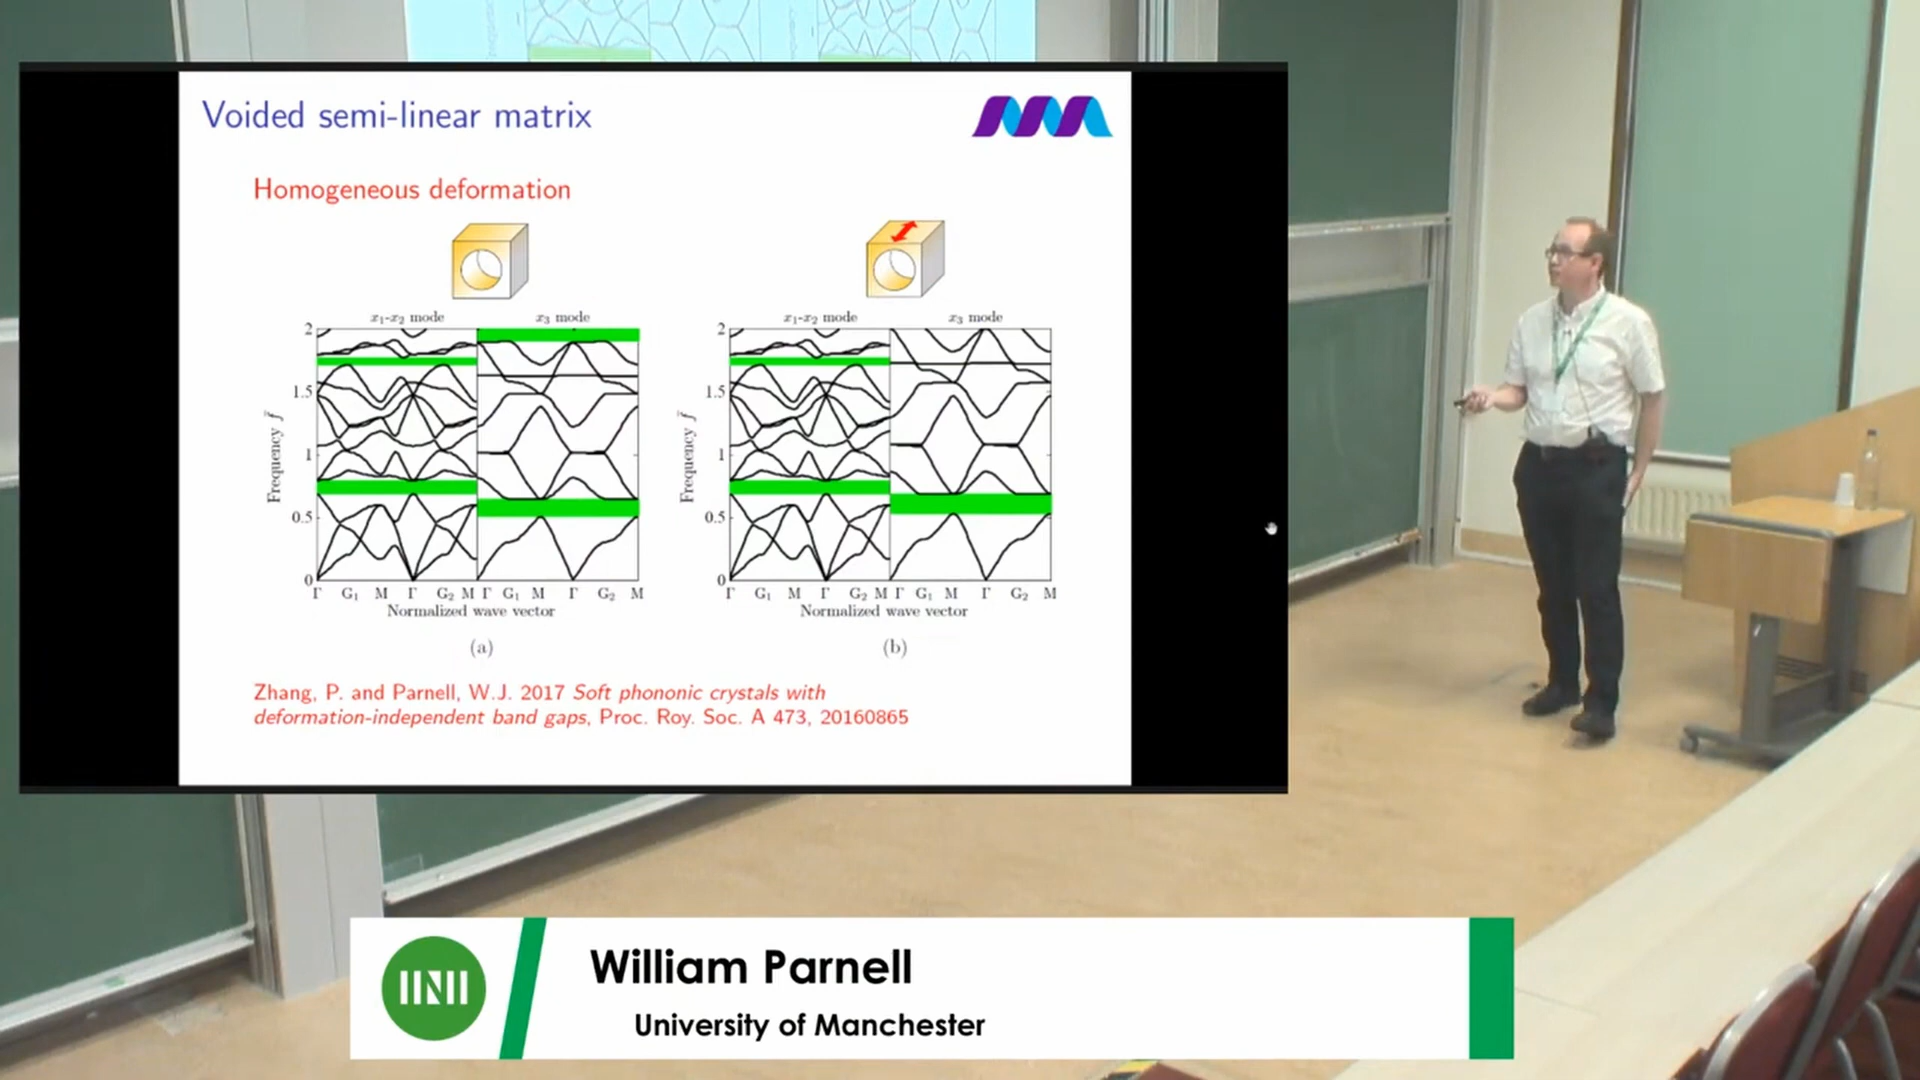 Voided semi-linear matrix
Homogeneous deformation
x₁-x₂ mode x₃ mode
2
1.5
1
0.5
0
Frequency f̄
Γ G₁ M Γ G₂ M Γ G₁ M Γ G₂ M
Normalized wave vector
(a)
x₁-x₂ mode x₃ mode
2
1.5
1
0.5
0
Frequency f̄
Γ G₁ M Γ G₂ M Γ G₁ M Γ G₂ M
Normalized wave vector
(b)
Zhang, P. and Parnell, W.J. 2017 Soft phononic crystals with
deformation-independent band gaps, Proc. Roy. Soc. A 473, 20160865
William Parnell
University of Manchester